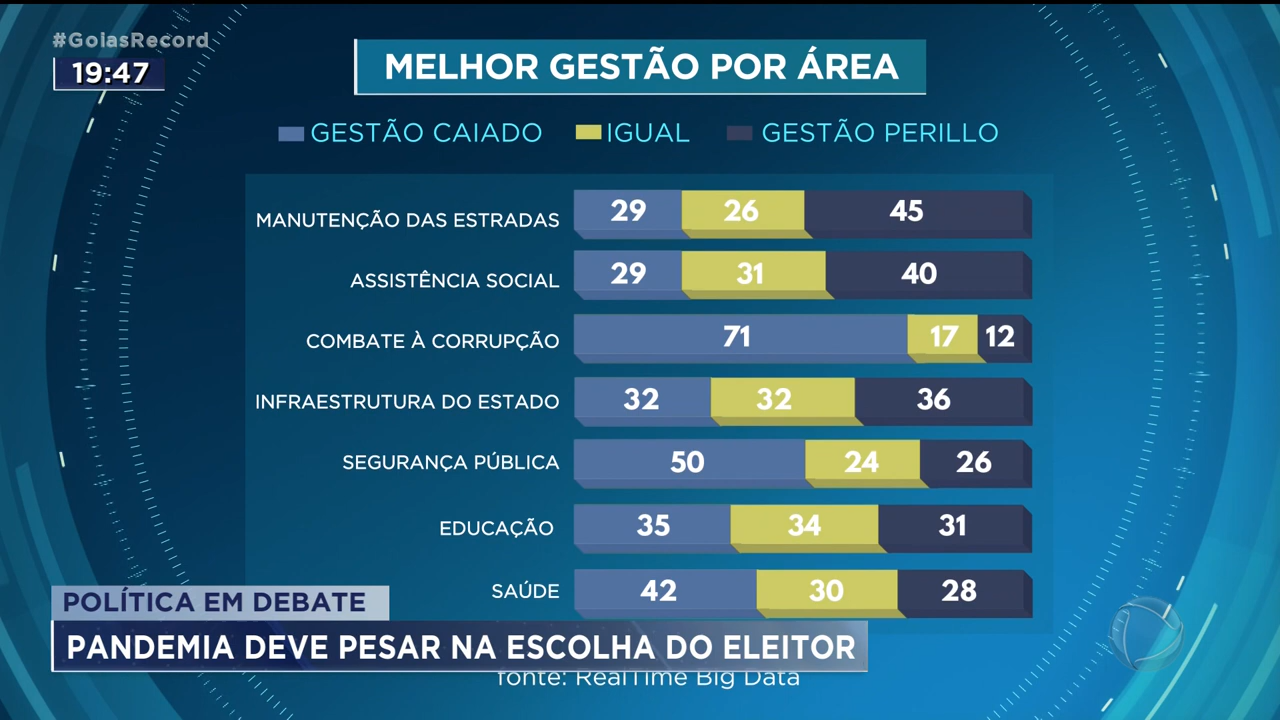 #GoiasRecord
19:47
MELHOR GESTÃO POR ÁREA
GESTÃO CAIADO IGUAL GESTÃO PERILLO
MANUTENÇÃO DAS ESTRADAS 29 26 45
ASSISTÊNCIA SOCIAL 29 31 40
COMBATE À CORRUPÇÃO 71 17 12
INFRAESTRUTURA DO ESTADO 32 32 36
SEGURANÇA PÚBLICA 50 24 26
EDUCAÇÃO 35 34 31
SAÚDE 42 30 28
POLÍTICA EM DEBATE
PANDEMIA DEVE PESAR NA ESCOLHA DO ELEITOR
fonte: RealTime Big Data